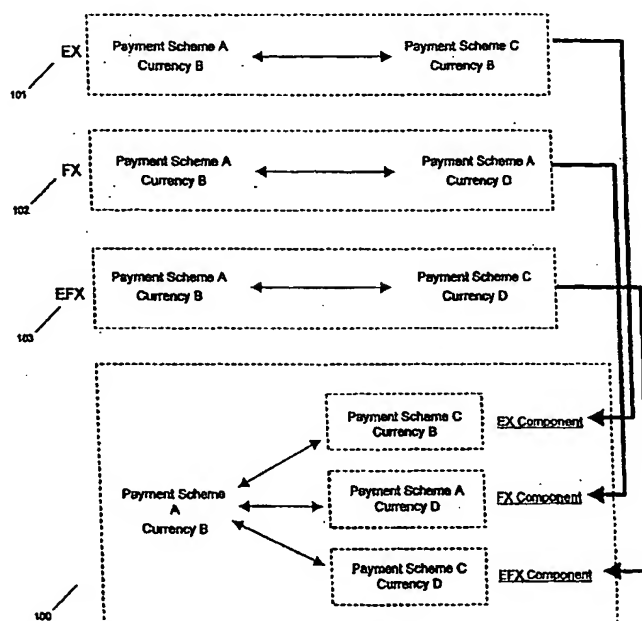 EX
Payment Scheme A
Currency B
Payment Scheme C
Currency B
101
FX
Payment Scheme A
Currency B
Payment Scheme A
Currency D
102
EFX
Payment Scheme A
Currency B
Payment Scheme C
Currency D
103
Payment Scheme C
Currency B
EX Component
Payment Scheme
A
Currency B
Payment Scheme A
Currency D
FX Component
Payment Scheme C
Currency D
EFX Component
100